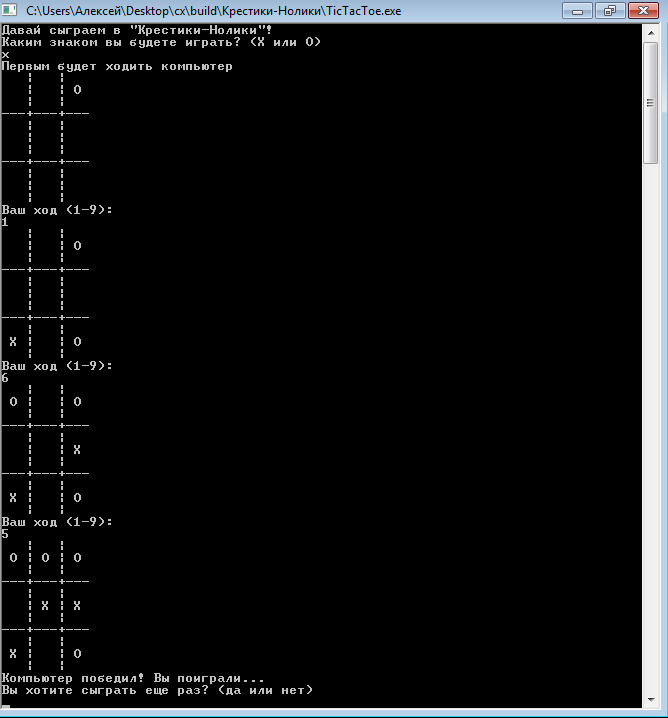 C:\Users\Алексей\Desktop\cx\build\Крестики-Нолики\TicTacToe.exe
Давай сыграем в "Крестики-Нолики"!
Каким знаком вы будете играть? (X или O)
x
Первым будет ходить компьютер
¦ ¦
¦ ¦ O
¦ ¦
---+---+---
¦ ¦
¦ ¦
¦ ¦
---+---+---
¦ ¦
¦ ¦
¦ ¦
Ваш ход (1-9):
1
¦ ¦
¦ ¦ O
¦ ¦
---+---+---
¦ ¦
¦ ¦
¦ ¦
---+---+---
¦ ¦
X ¦ ¦ O
¦ ¦
Ваш ход (1-9):
6
¦ ¦
O ¦ ¦ O
¦ ¦
---+---+---
¦ ¦
¦ ¦ X
¦ ¦
---+---+---
¦ ¦
X ¦ ¦ O
¦ ¦
Ваш ход (1-9):
5
¦ ¦
O ¦ O ¦ O
¦ ¦
---+---+---
¦ ¦
¦ X ¦ X
¦ ¦
---+---+---
¦ ¦
X ¦ ¦ O
¦ ¦
Компьютер победил! Вы поиграли...
Вы хотите сыграть еще раз? (да или нет)